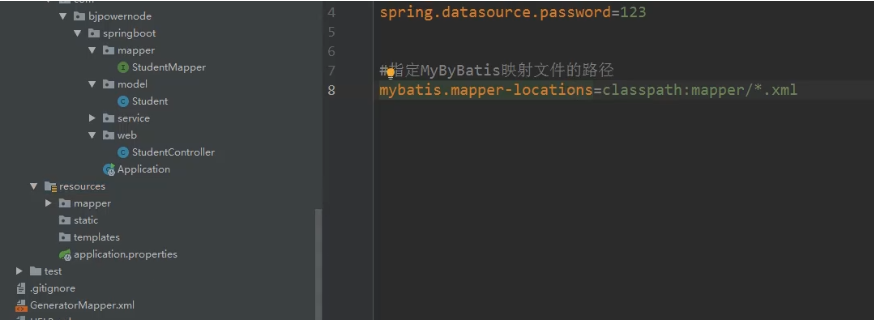 bjpowernode
springboot
mapper
StudentMapper
model
Student
service
web
StudentController
Application
resources
mapper
static
templates
application.properties
test
.gitignore
GeneratorMapper.xml
4 spring.datasource.password=123
5
6
7 #指定MyByBatis映射文件的路径
8 mybatis.mapper-locations=classpath:mapper/*.xml